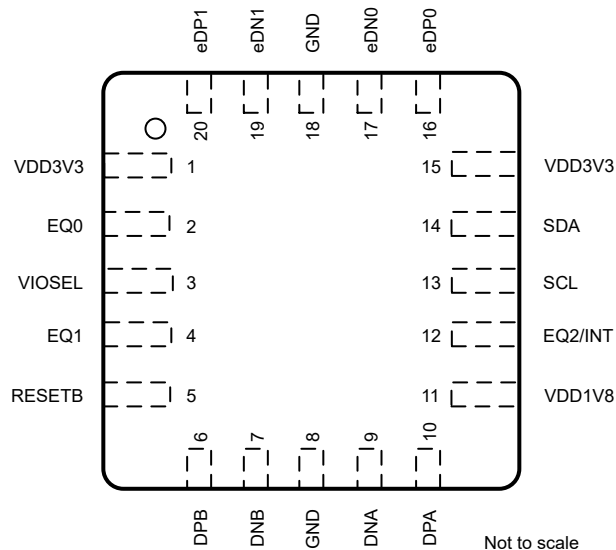 eDP1 eDN1 GND eDN0 eDP0
20 19 18 17 16
VDD3V3 1 15 VDD3V3
EQ0 2 14 SDA
VIOSEL 3 13 SCL
EQ1 4 12 EQ2/INT
RESETB 5 11 VDD1V8
6 7 8 9 10
DPB DNB GND DNA DPA
Not to scale